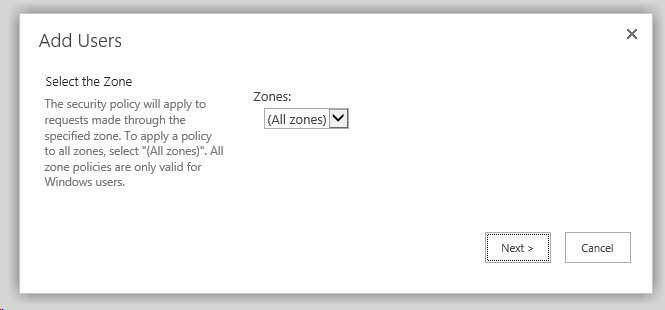 Add Users
Select the Zone
The security policy will apply to
requests made through the
specified zone. To apply a policy
to all zones, select "(All zones)". All
zone policies are only valid for
Windows users.
Zones:
(All zones)
Next >
Cancel